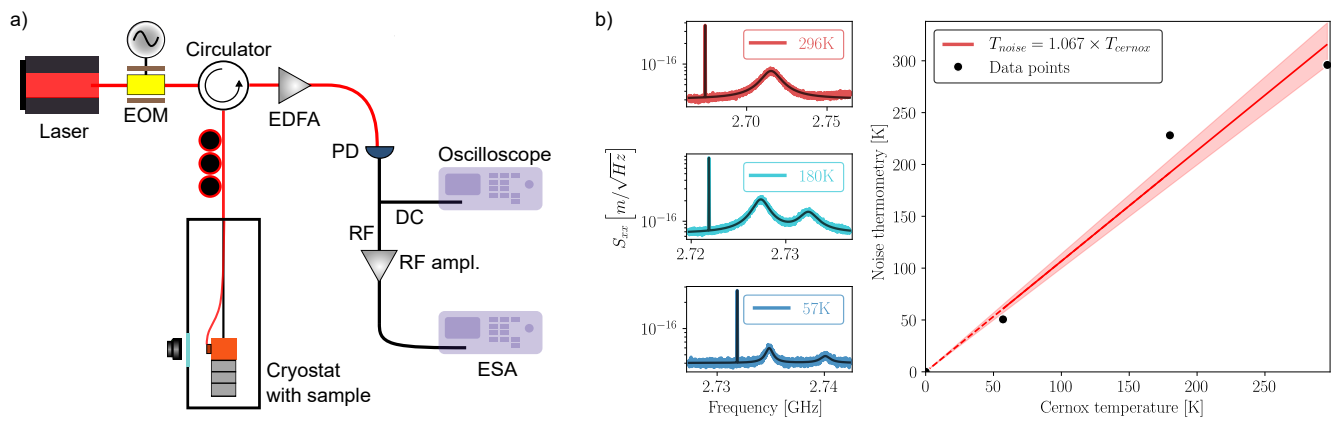 a)
Laser
EOM
Circulator
EDFA
PD
Oscilloscope
DC
RF
RF ampl.
ESA
Cryostat
with sample
b)
296K
10⁻¹⁶
2.70
2.75
180K
10⁻¹⁶
2.72
2.73
57K
10⁻¹⁶
2.73
2.74
S_xx [m/√Hz]
Frequency [GHz]
T_noise = 1.067 × T_cernox
Data points
300
250
200
150
100
50
0
Noise thermometry [K]
0
50
100
150
200
250
Cernox temperature [K]